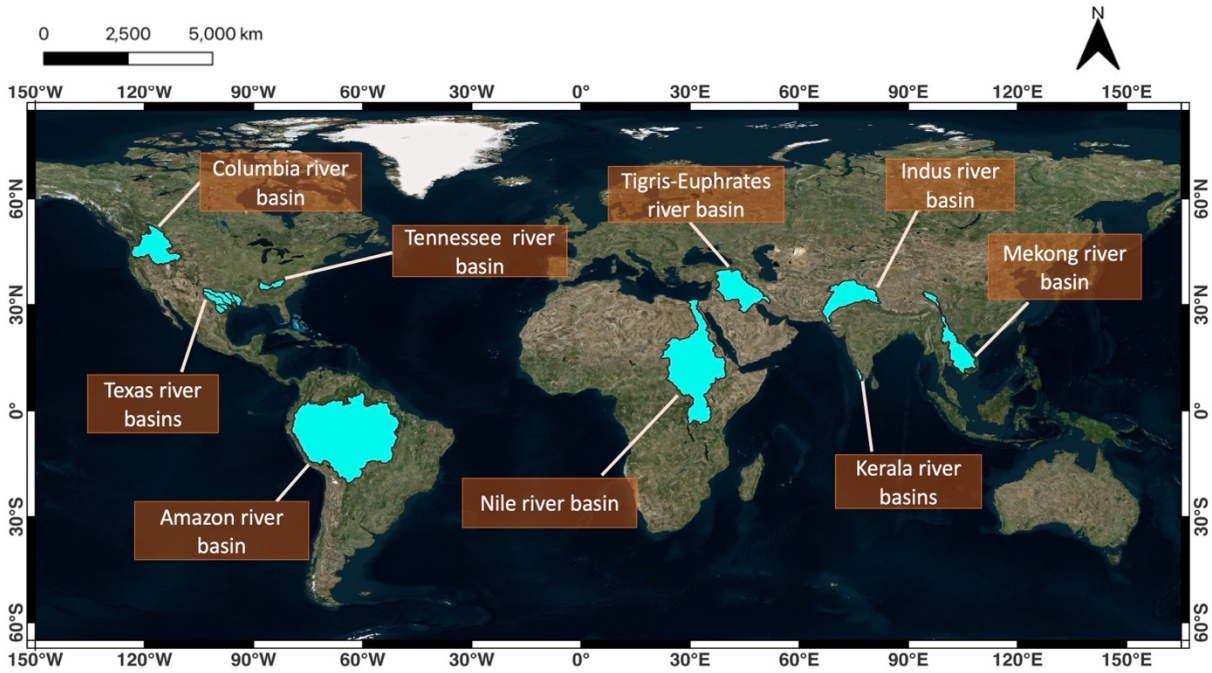 0 2,500 5,000 km
N
150°W 120°W 90°W 60°W 30°W 0° 30°E 60°E 90°E 120°E 150°E
60°N
30°N
0°
30°S
60°S
Columbia river
basin
Tennessee river
basin
Tigris-Euphrates
river basin
Indus river
basin
Mekong river
basin
Texas river
basins
Amazon river
basin
Nile river basin
Kerala river
basins
60°N
30°N
0°
30°S
60°S
150°W 120°W 90°W 60°W 30°W 0° 30°E 60°E 90°E 120°E 150°E